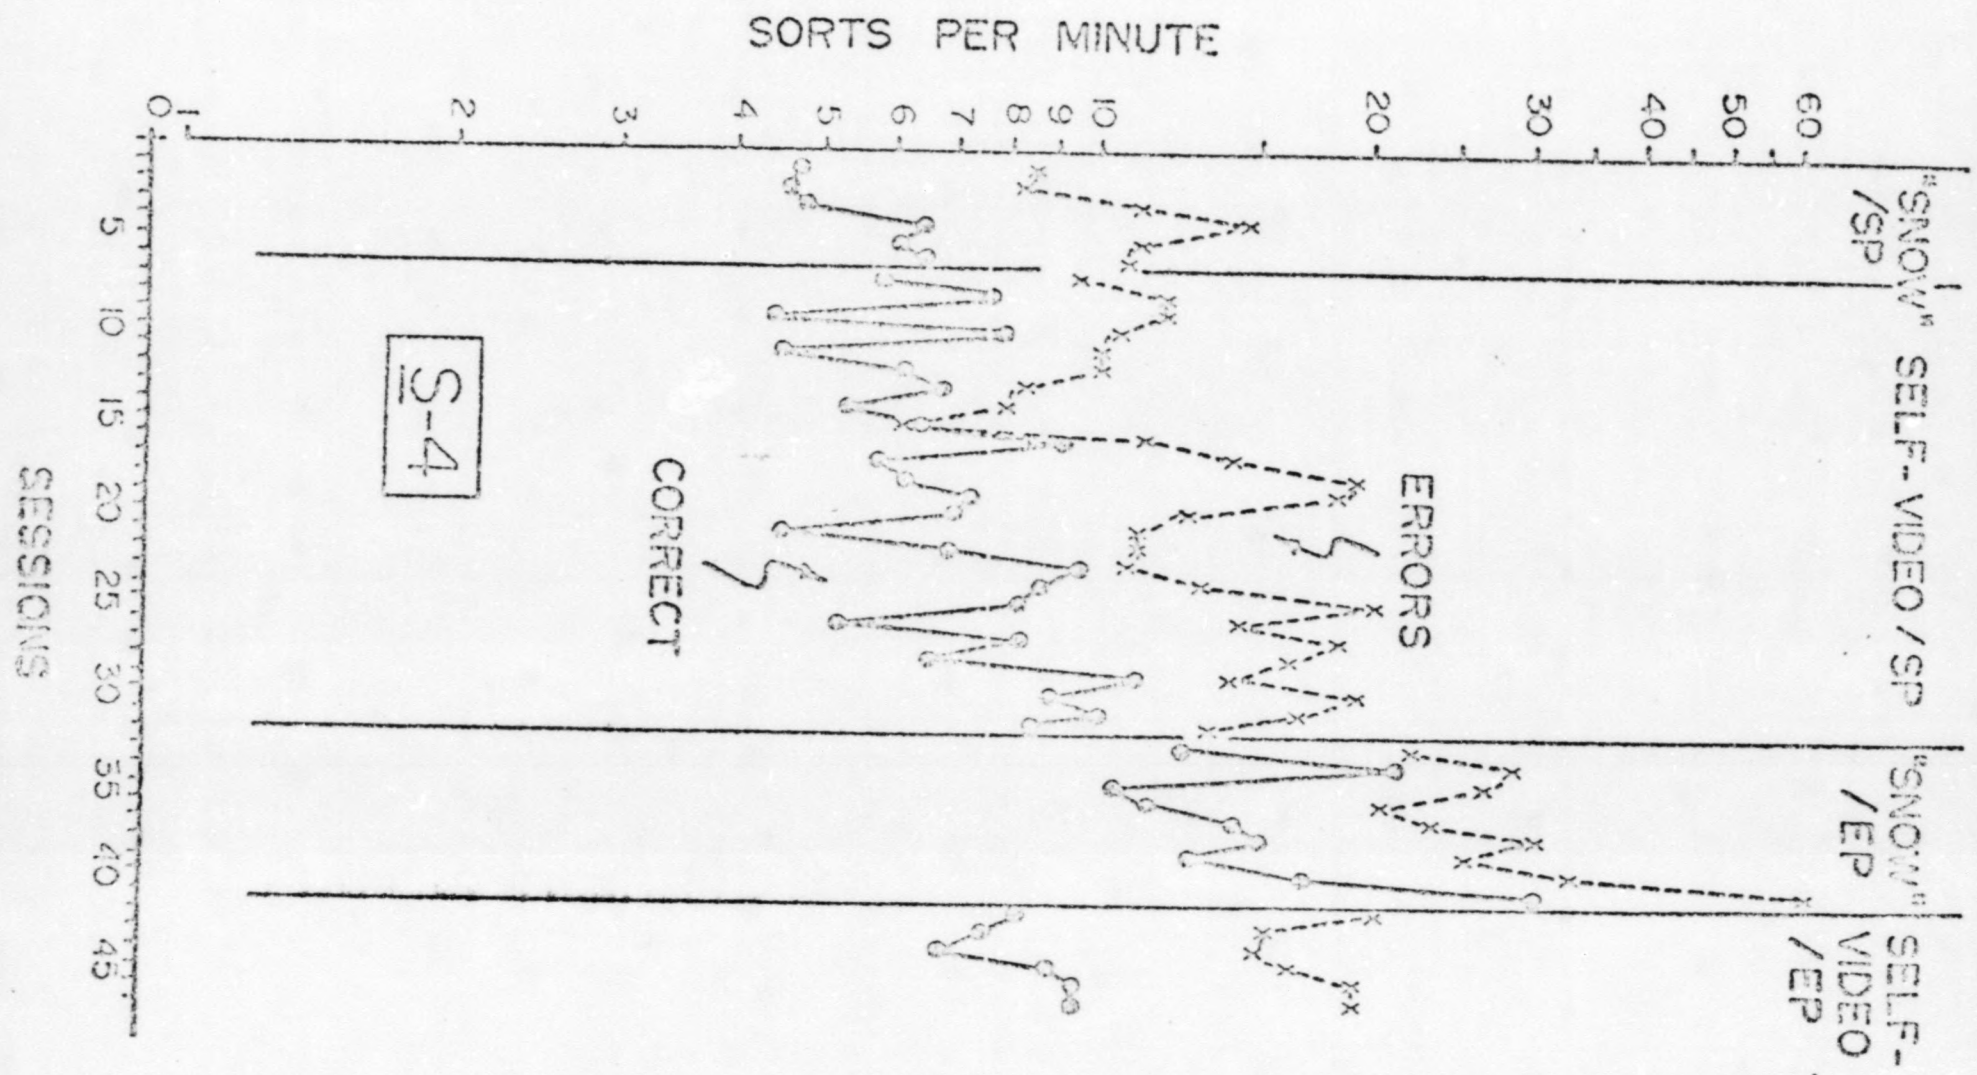 SORTS PER MINUTE
0 1 2 3 4 5 6 7 8 9 10 20 30 40 50 60
"SNOW"
/SP
SELF-VIDEO / SP
"SNOW"
/EP
SELF-
VIDEO
/EP
ERRORS
CORRECT
S-4
5 10 15 20 25 30 35 40 45
SESSIONS